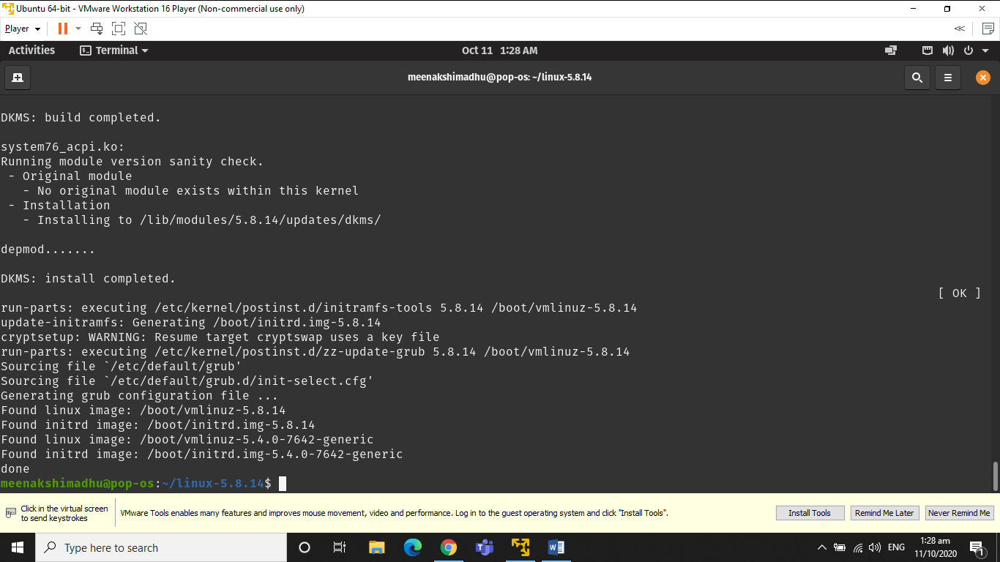 Ubuntu 64-bit - VMware Workstation 16 Player (Non-commercial use only)
Player
Activities
Terminal
Oct 11 1:28 AM
meenakshimadhu@pop-os: ~/linux-5.8.14
DKMS: build completed.
system76_acpi.ko:
Running module version sanity check.
- Original module
- No original module exists within this kernel
- Installation
- Installing to /lib/modules/5.8.14/updates/dkms/
depmod.......
DKMS: install completed.
[ OK ]
run-parts: executing /etc/kernel/postinst.d/initramfs-tools 5.8.14 /boot/vmlinuz-5.8.14
update-initramfs: Generating /boot/initrd.img-5.8.14
cryptsetup: WARNING: Resume target cryptswap uses a key file
run-parts: executing /etc/kernel/postinst.d/zz-update-grub 5.8.14 /boot/vmlinuz-5.8.14
Sourcing file `/etc/default/grub'
Sourcing file `/etc/default/grub.d/init-select.cfg'
Generating grub configuration file ...
Found linux image: /boot/vmlinuz-5.8.14
Found initrd image: /boot/initrd.img-5.8.14
Found linux image: /boot/vmlinuz-5.4.0-7642-generic
Found initrd image: /boot/initrd.img-5.4.0-7642-generic
done
meenakshimadhu@pop-os:~/linux-5.8.14$
Click in the virtual screen
to send keystrokes
VMware Tools enables many features and improves mouse movement, video and performance. Log in to the guest operating system and click "Install Tools".
Install Tools
Remind Me Later
Never Remind Me
Type here to search
ENG
1:28 am
11/10/2020
1